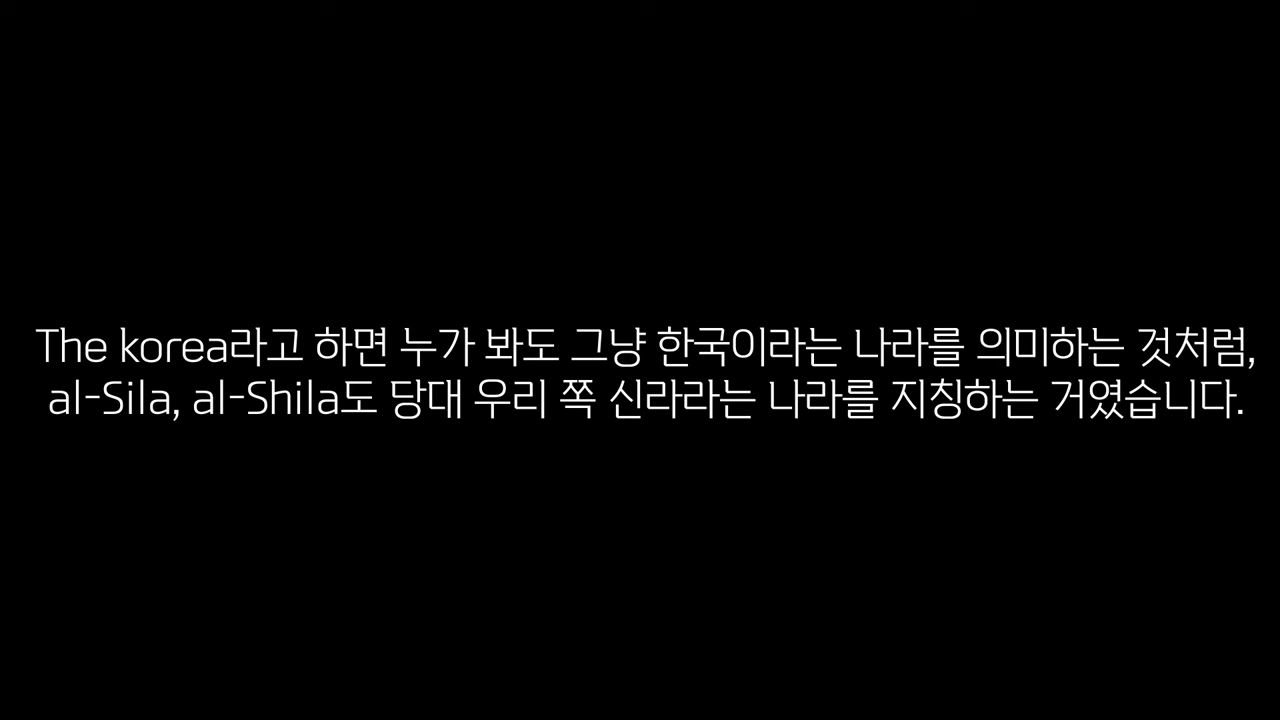 The korea라고 하면 누가 봐도 그냥 한국이라는 나라를 의미하는 것처럼,
al-Sila, al-Shila도 당대 우리 쪽 신라라는 나라를 지칭하는 거였습니다.